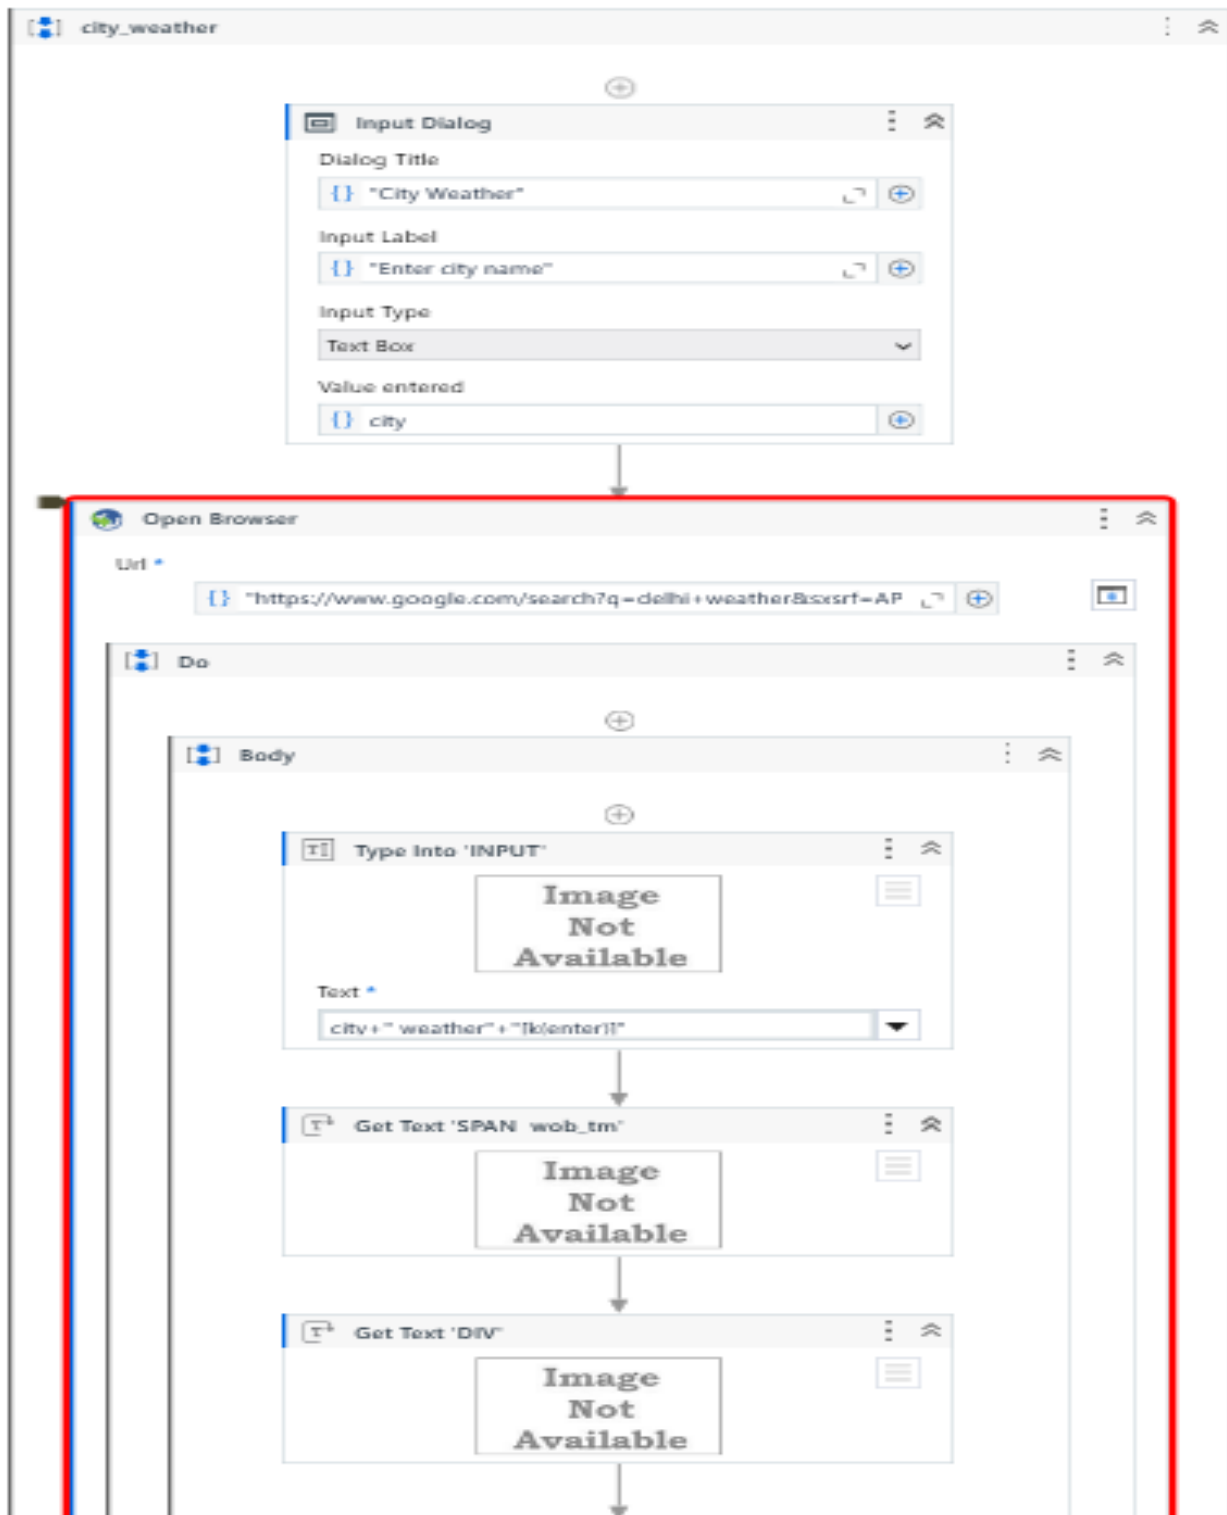 city_weather
Input Dialog
Dialog Title
{} "City Weather"
Input Label
{} "Enter city name"
Input Type
Text Box
Value entered
{} city
Open Browser
Url *
{} "https://www.google.com/search?q=delhi+weather&sxsrf=AP
Do
Body
Type Into 'INPUT'
Image
Not
Available
Text *
city+" weather"+"[k(enter)]"
Get Text 'SPAN wob_tm'
Image
Not
Available
Get Text 'DIV'
Image
Not
Available